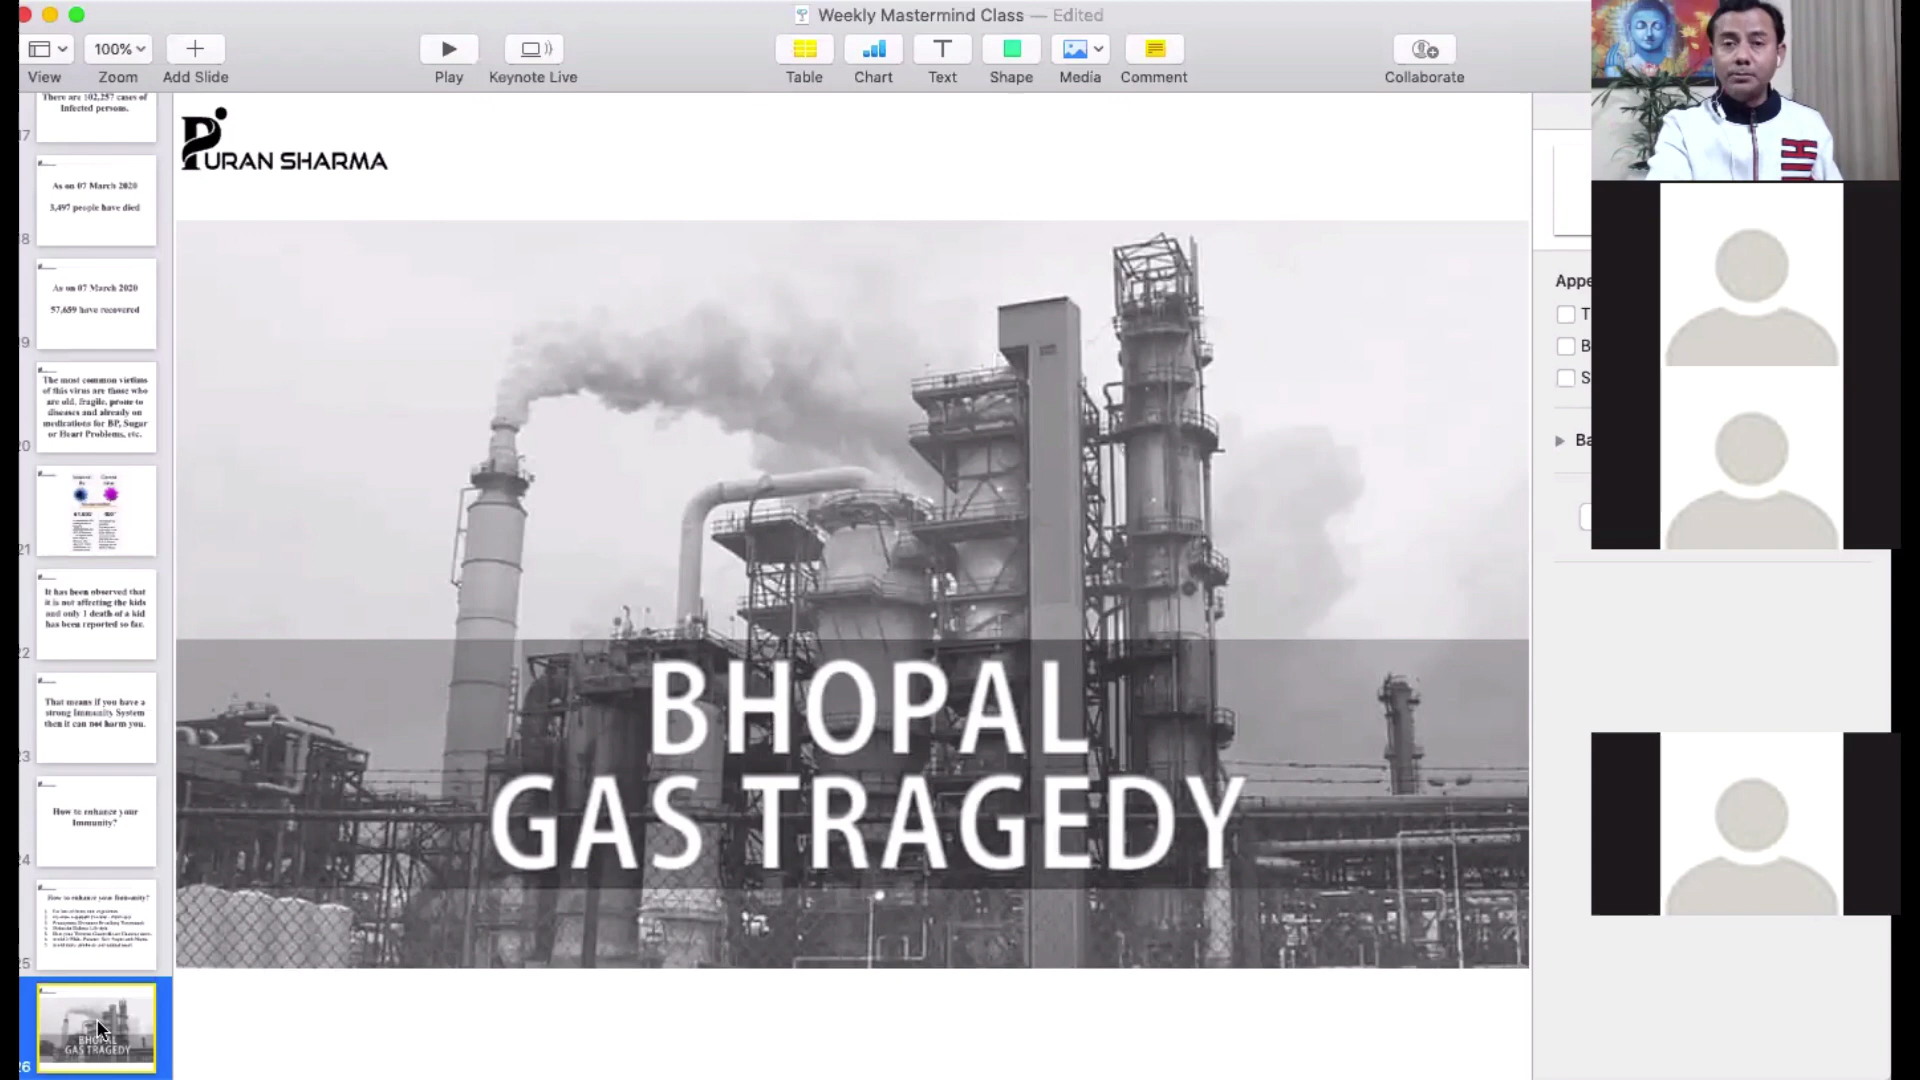 Weekly Mastermind Class — Edited
100%
View
Zoom
Add Slide
Play
Keynote Live
Table
Chart
Text
Shape
Media
Comment
Collaborate
There are 102,257 cases of
Infected persons.
As on 07 March 2020
3,497 people have died
As on 07 March 2020
57,659 have recovered
The most common victims
of this virus are those who
are old, fragile, prone to
diseases and already on
medications for BP, Sugar
or Heart Problems, etc.
It has been observed that
it is not affecting the kids
and only 1 death of a kid
has been reported so far.
22
That means if you have a
strong Immunity System
then it can not harm you.
How to enhance your
Immunity?
How to enhance your Immunity?
BHOPAL
GAS TRAGEDY
PURAN SHARMA
BHOPAL
GAS TRAGEDY
Appe
T
B
S
Ba